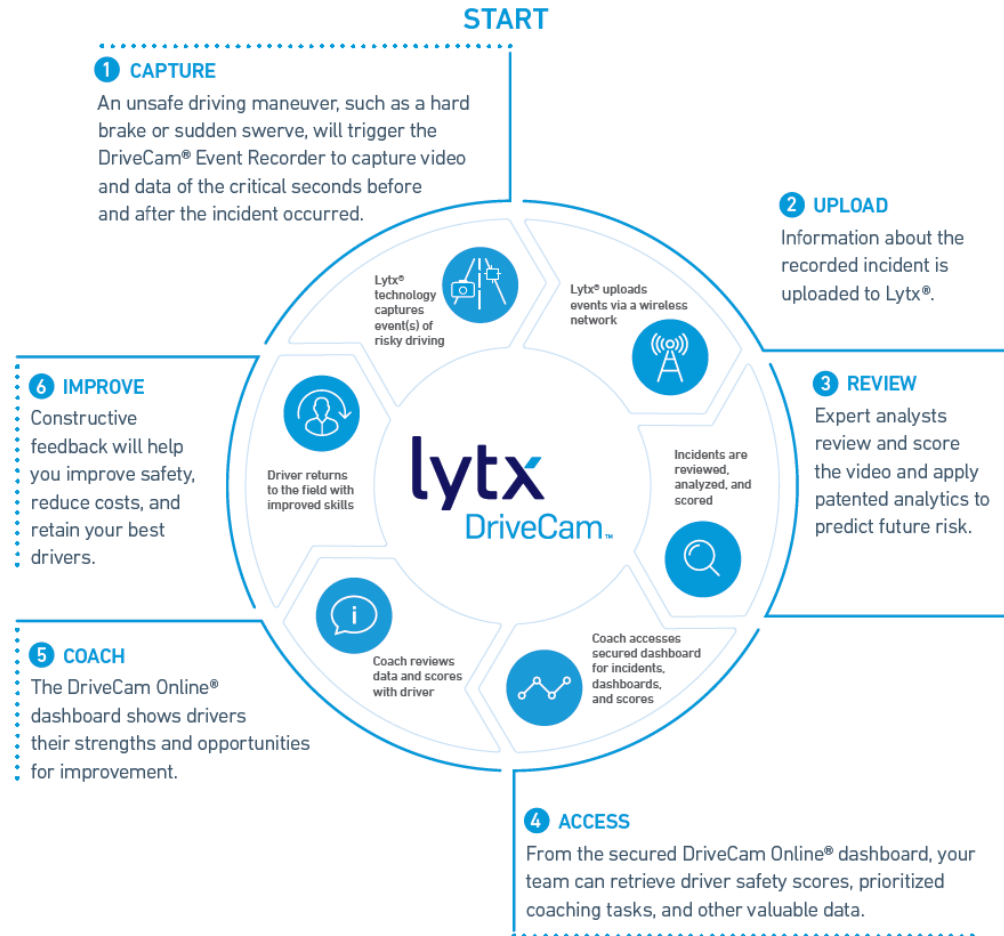 START
1 CAPTURE
An unsafe driving maneuver, such as a hard
brake or sudden swerve, will trigger the
DriveCam® Event Recorder to capture video
and data of the critical seconds before
and after the incident occurred.
Lytx®
technology
captures
event(s) of
risky driving
2 UPLOAD
Information about the
recorded incident is
uploaded to Lytx®.
Lytx® uploads
events via a wireless
network
3 REVIEW
Expert analysts
review and score
the video and apply
patented analytics to
predict future risk.
Incidents are
reviewed,
analyzed, and
scored
4 ACCESS
From the secured DriveCam Online® dashboard, your
team can retrieve driver safety scores, prioritized
coaching tasks, and other valuable data.
Coach accesses
secured dashboard
for incidents,
dashboards,
and scores
5 COACH
The DriveCam Online®
dashboard shows drivers
their strengths and opportunities
for improvement.
i
Coach reviews
data and scores
with driver
6 IMPROVE
Constructive
feedback will help
you improve safety,
reduce costs, and
retain your best
drivers.
Driver returns
to the field with
improved skills
lytx
DriveCam™